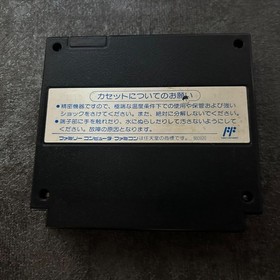 カセットについてのお願い
●精密機器ですので、極端な温度条件下での使用や保管および強い
ショックをさけてください。また、絶対に分解しないでください。
●端子部に手を触れたり、水にぬらしたりして汚さないようにして
ください。故障の原因となります。
ファミリーコンピュータ ファミコンは任天堂の商標です。
FF